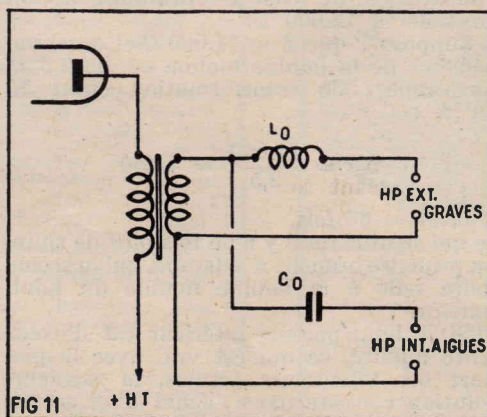 L0
HP EXT.
GRAVES
C0
HP INT. AIGUES
+ HT
FIG 11